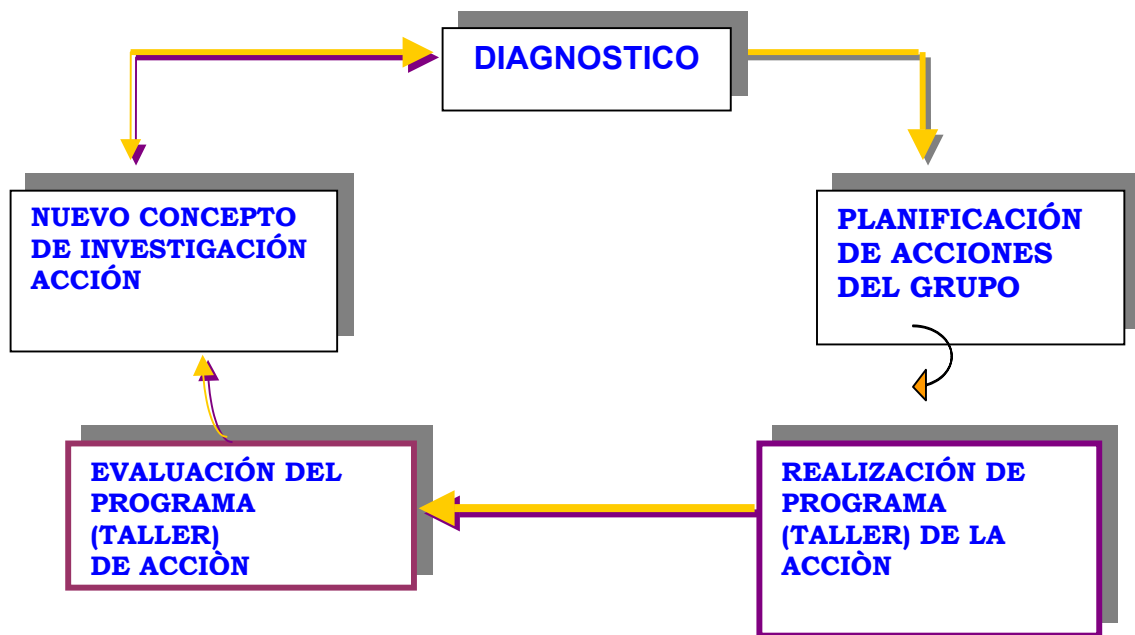 DIAGNOSTICO
NUEVO CONCEPTO
DE INVESTIGACIÓN
ACCIÓN
PLANIFICACIÓN
DE ACCIONES
DEL GRUPO
EVALUACIÓN DEL
PROGRAMA
(TALLER)
DE ACCIÒN
REALIZACIÓN DE
PROGRAMA
(TALLER) DE LA
ACCIÒN